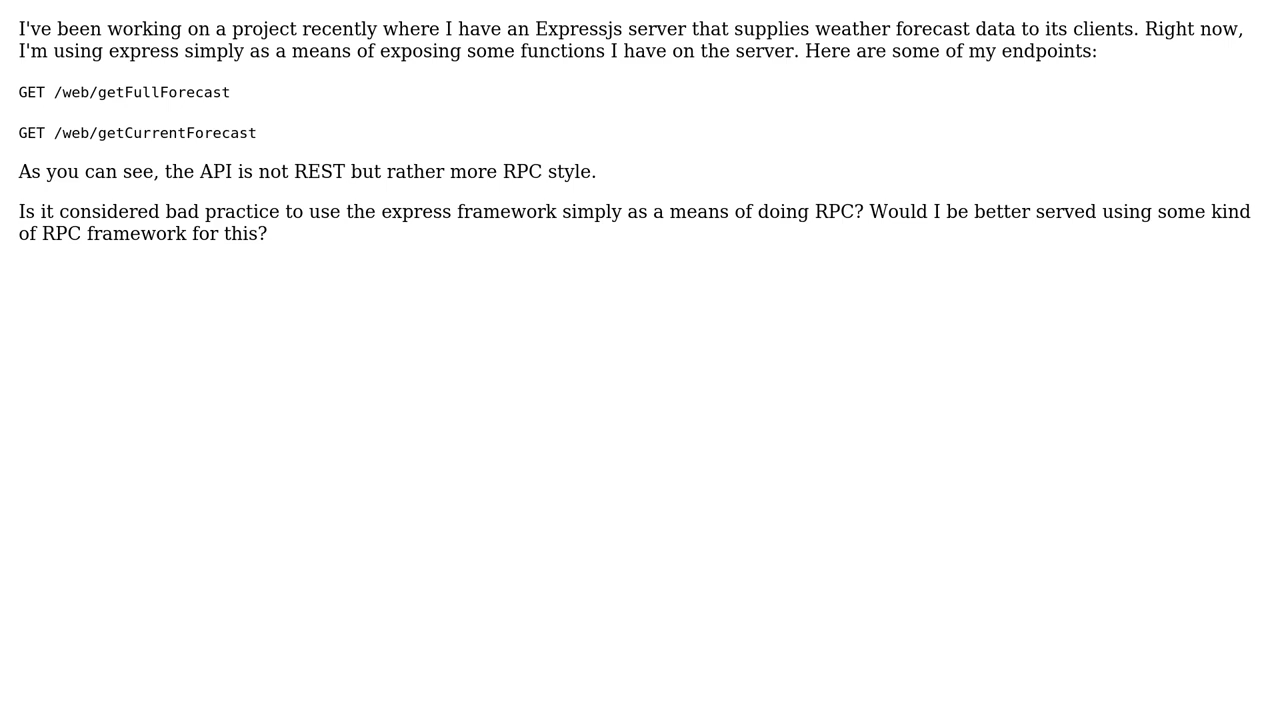 I've been working on a project recently where I have an Expressjs server that supplies weather forecast data to its clients. Right now,
I'm using express simply as a means of exposing some functions I have on the server. Here are some of my endpoints:
GET /web/getFullForecast
GET /web/getCurrentForecast
As you can see, the API is not REST but rather more RPC style.
Is it considered bad practice to use the express framework simply as a means of doing RPC? Would I be better served using some kind
of RPC framework for this?